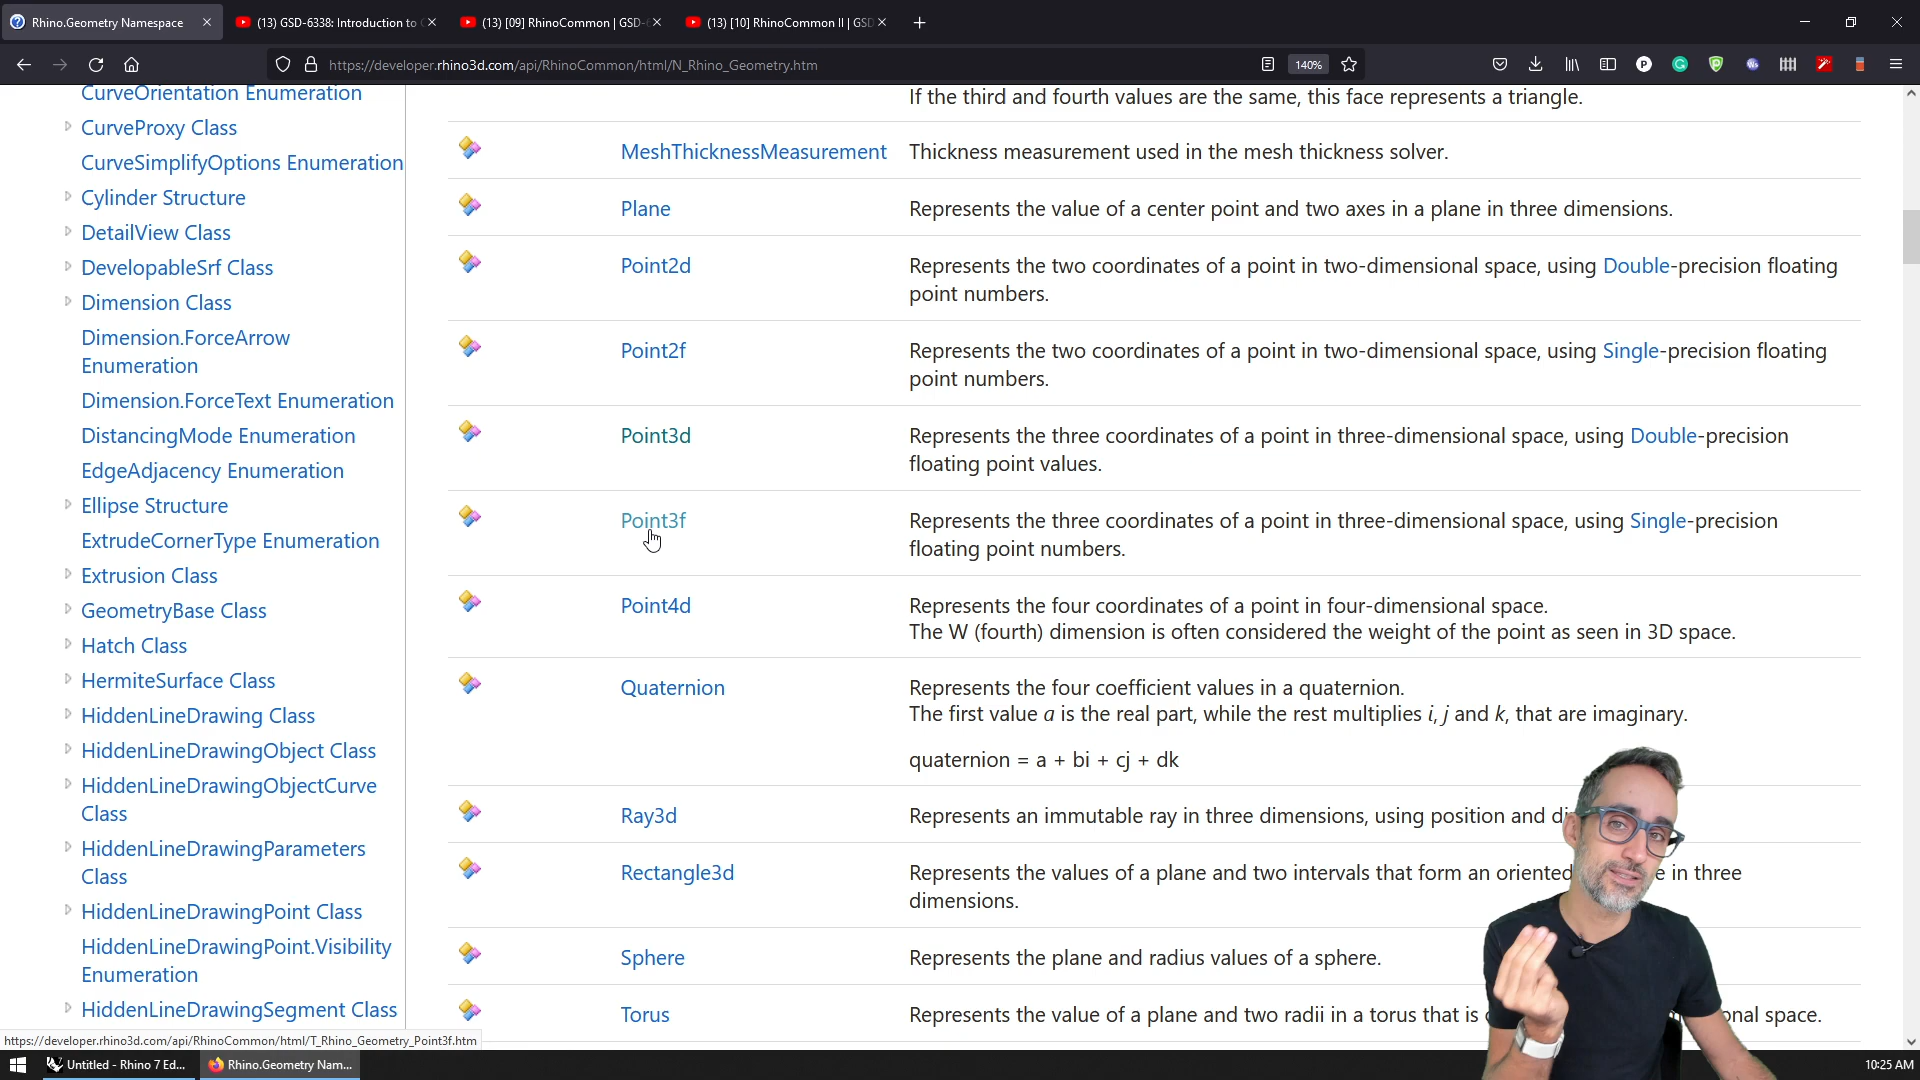 Rhino.Geometry Namespace
(13) GSD-6338: Introduction to
(13) [09] RhinoCommon | GSD-6
(13) [10] RhinoCommon II | GSD
https://developer.rhino3d.com/api/RhinoCommon/html/N_Rhino_Geometry.htm
140%
CurveOrientation Enumeration
CurveProxy Class
CurveSimplifyOptions Enumeration
Cylinder Structure
DetailView Class
DevelopableSrf Class
Dimension Class
Dimension.ForceArrow
Enumeration
Dimension.ForceText Enumeration
DistancingMode Enumeration
EdgeAdjacency Enumeration
Ellipse Structure
ExtrudeCornerType Enumeration
Extrusion Class
GeometryBase Class
Hatch Class
HermiteSurface Class
HiddenLineDrawing Class
HiddenLineDrawingObject Class
HiddenLineDrawingObjectCurve
Class
HiddenLineDrawingParameters
Class
HiddenLineDrawingPoint Class
HiddenLineDrawingPoint.Visibility
Enumeration
HiddenLineDrawingSegment Class
If the third and fourth values are the same, this face represents a triangle.
MeshThicknessMeasurement Thickness measurement used in the mesh thickness solver.
Plane Represents the value of a center point and two axes in a plane in three dimensions.
Point2d Represents the two coordinates of a point in two-dimensional space, using Double-precision floating
point numbers.
Point2f Represents the two coordinates of a point in two-dimensional space, using Single-precision floating
point numbers.
Point3d Represents the three coordinates of a point in three-dimensional space, using Double-precision
floating point values.
Point3f Represents the three coordinates of a point in three-dimensional space, using Single-precision
floating point numbers.
Point4d Represents the four coordinates of a point in four-dimensional space.
The W (fourth) dimension is often considered the weight of the point as seen in 3D space.
Quaternion Represents the four coefficient values in a quaternion.
The first value a is the real part, while the rest multiplies i, j and k, that are imaginary.
quaternion = a + bi + cj + dk
Ray3d Represents an immutable ray in three dimensions, using position and
Rectangle3d Represents the values of a plane and two intervals that form an oriented in three
dimensions.
Sphere Represents the plane and radius values of a sphere.
Torus Represents the value of a plane and two radii in a torus that is onal space.
https://developer.rhino3d.com/api/RhinoCommon/html/T_Rhino_Geometry_Point3f.htm
Untitled - Rhino 7 Ed...
Rhino.Geometry Nam...
10:25 AM